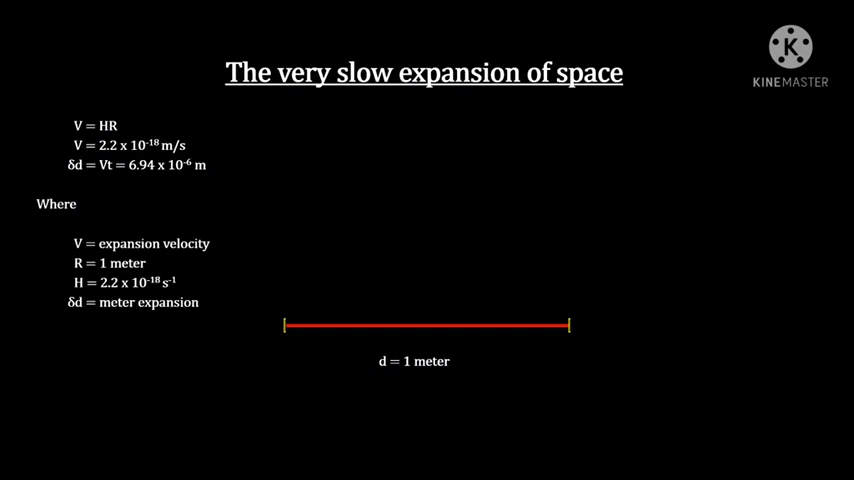 The very slow expansion of space
K
KINEMASTER
V = HR
V = 2.2 x 10⁻¹⁸ m/s
δd = Vt = 6.94 x 10⁻⁶ m
Where
V = expansion velocity
R = 1 meter
H = 2.2 x 10⁻¹⁸ s⁻¹
δd = meter expansion
d = 1 meter